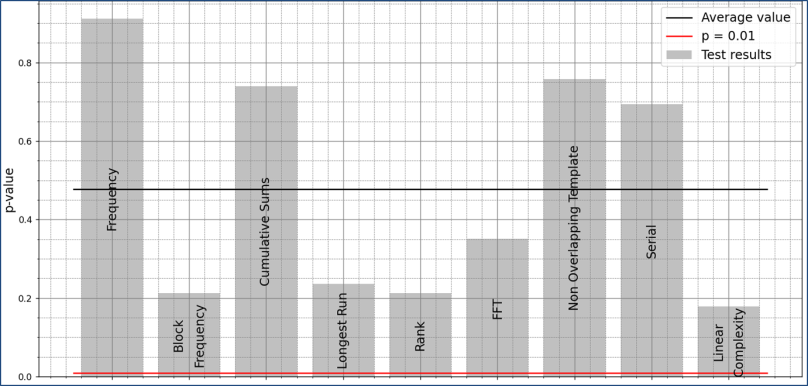 Average value
p = 0.01
Test results
p-value
0.8
0.6
0.4
0.2
0.0
Frequency
Block
Frequency
Cumulative Sums
Longest Run
Rank
FFT
Non Overlapping Template
Serial
Linear
Complexity